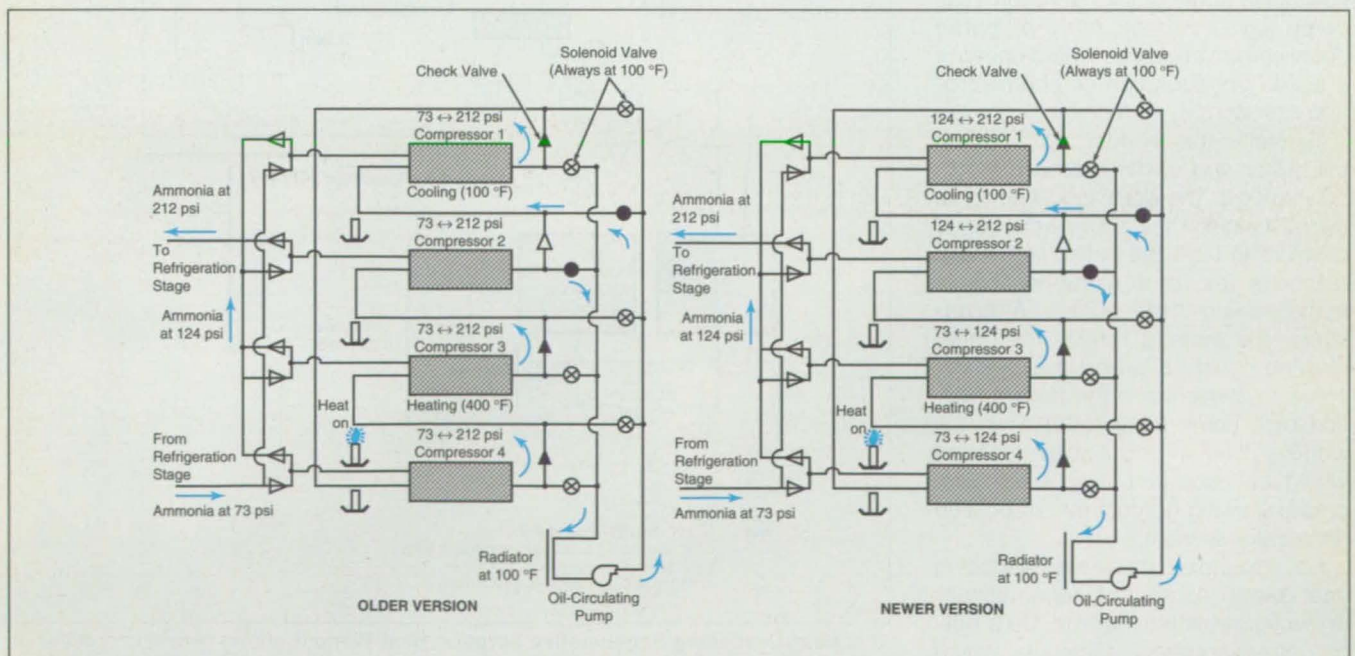 Solenoid Valve
(Always at 100 °F)
Check Valve
73 ↔ 212 psi
Compressor 1
Cooling (100 °F)
Ammonia at
212 psi
73 ↔ 212 psi
Compressor 2
To
Refrigeration
Stage
Ammonia
at 124 psi
73 ↔ 212 psi
Compressor 3
Heating (400 °F)
Heat
on
From
Refrigeration
Stage
73 ↔ 212 psi
Compressor 4
Ammonia at 73 psi
Radiator
at 100 °F
Oil-Circulating
Pump
OLDER VERSION
Solenoid Valve
(Always at 100 °F)
Check Valve
124 ↔ 212 psi
Compressor 1
Cooling (100 °F)
Ammonia at
212 psi
124 ↔ 212 psi
Compressor 2
To
Refrigeration
Stage
Ammonia
at 124 psi
73 ↔ 124 psi
Compressor 3
Heating (400 °F)
Heat
on
From
Refrigeration
Stage
73 ↔ 124 psi
Compressor 4
Ammonia at 73 psi
Radiator
at 100 °F
Oil-Circulating
Pump
NEWER VERSION